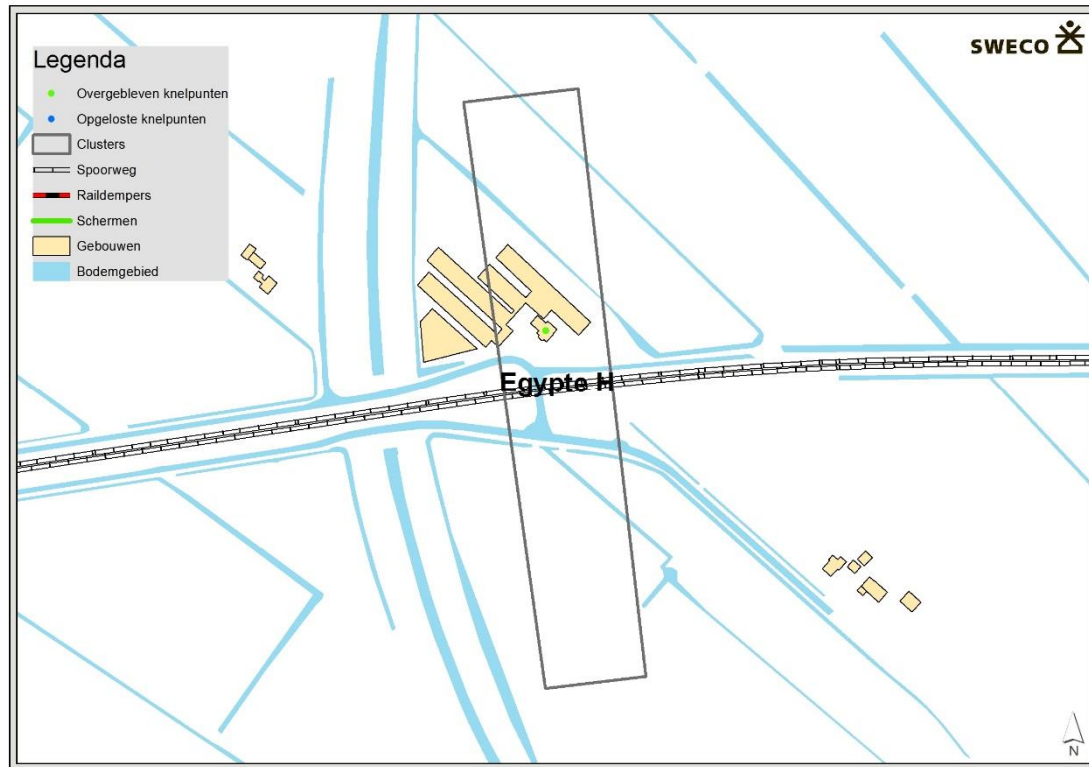 SWECO
Legenda
Overgebleven knelpunten
Opgeloste knelpunten
Clusters
Spoorweg
Raildempers
Schermen
Gebouwen
Bodemgebied
Egypte H
N